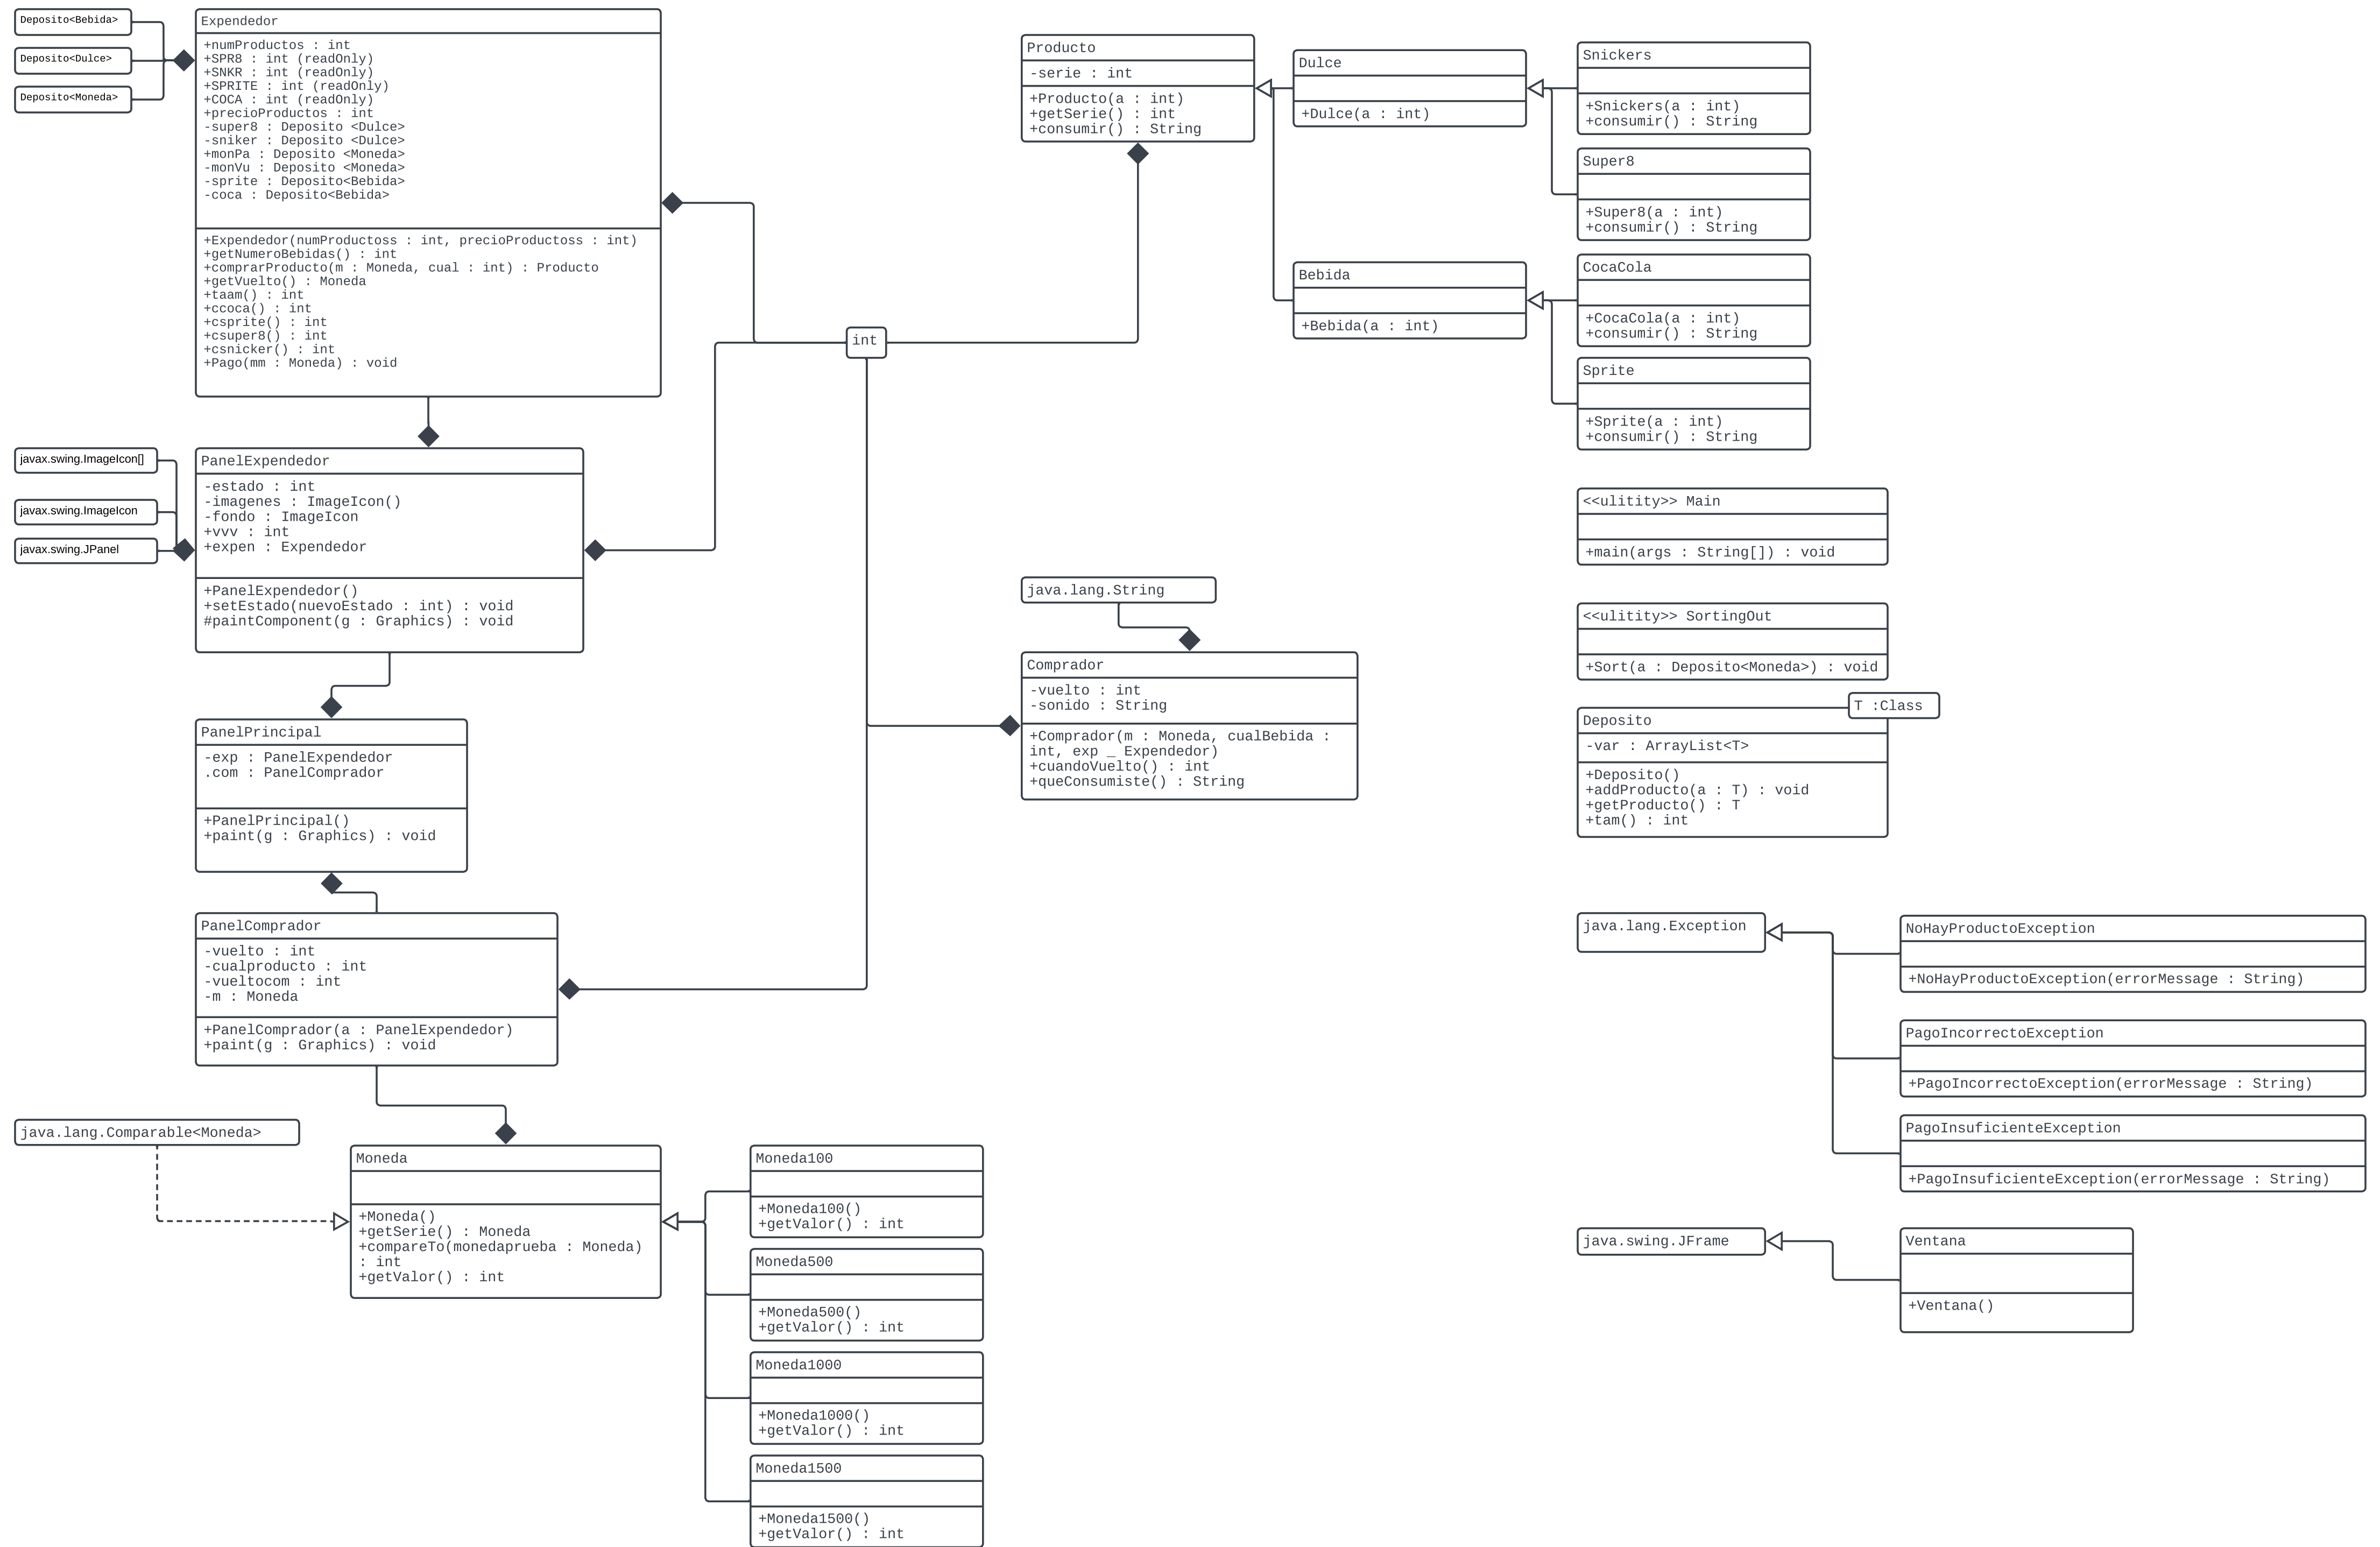 Deposito<Bebida>
Deposito<Dulce>
Deposito<Moneda>
Expendedor
+numProductos : int
+SPR8 : int (readOnly)
+SNKR : int (readOnly)
+SPRITE : int (readOnly)
+COCA : int (readOnly)
+precioProductos : int
-super8 : Deposito <Dulce>
-sniker : Deposito <Dulce>
+monPa : Deposito <Moneda>
-monVu : Deposito <Moneda>
-sprite : Deposito<Bebida>
-coca : Deposito<Bebida>
+Expendedor(numProductoss : int, precioProductoss : int)
+getNumeroBebidas() : int
+comprarProducto(m : Moneda, cual : int) : Producto
+getVuelto() : Moneda
+taam() : int
+ccoca() : int
+csprite() : int
+csuper8() : int
+csnicker() : int
+Pago(mm : Moneda) : void
javax.swing.ImageIcon[]
javax.swing.ImageIcon
javax.swing.JPanel
PanelExpendedor
-estado : int
-imagenes : ImageIcon()
-fondo : ImageIcon
+vvv : int
+expen : Expendedor
+PanelExpendedor()
+setEstado(nuevoEstado : int) : void
#paintComponent(g : Graphics) : void
PanelPrincipal
-exp : PanelExpendedor
.com : PanelComprador
+PanelPrincipal()
+paint(g : Graphics) : void
PanelComprador
-vuelto : int
-cualproducto : int
-vueltocom : int
-m : Moneda
+PanelComprador(a : PanelExpendedor)
+paint(g : Graphics) : void
java.lang.Comparable<Moneda>
Moneda
+Moneda()
+getSerie() : Moneda
+compareTo(monedaprueba : Moneda)
: int
+getValor() : int
Moneda100
+Moneda100()
+getValor() : int
Moneda500
+Moneda500()
+getValor() : int
Moneda1000
+Moneda1000()
+getValor() : int
Moneda1500
+Moneda1500()
+getValor() : int
int
Producto
-serie : int
+Producto(a : int)
+getSerie() : int
+consumir() : String
Dulce
+Dulce(a : int)
Bebida
+Bebida(a : int)
Snickers
+Snickers(a : int)
+consumir() : String
Super8
+Super8(a : int)
+consumir() : String
CocaCola
+CocaCola(a : int)
+consumir() : String
Sprite
+Sprite(a : int)
+consumir() : String
java.lang.String
Comprador
-vuelto : int
-sonido : String
+Comprador(m : Moneda, cualBebida :
int, exp _ Expendedor)
+cuandoVuelto() : int
+queConsumiste() : String
<<ulitity>> Main
+main(args : String[]) : void
<<ulitity>> SortingOut
+Sort(a : Deposito<Moneda>) : void
T :Class
Deposito
-var : ArrayList<T>
+Deposito()
+addProducto(a : T) : void
+getProducto() : T
+tam() : int
java.lang.Exception
NoHayProductoException
+NoHayProductoException(errorMessage : String)
PagoIncorrectoException
+PagoIncorrectoException(errorMessage : String)
PagoInsuficienteException
+PagoInsuficienteException(errorMessage : String)
java.swing.JFrame
Ventana
+Ventana()